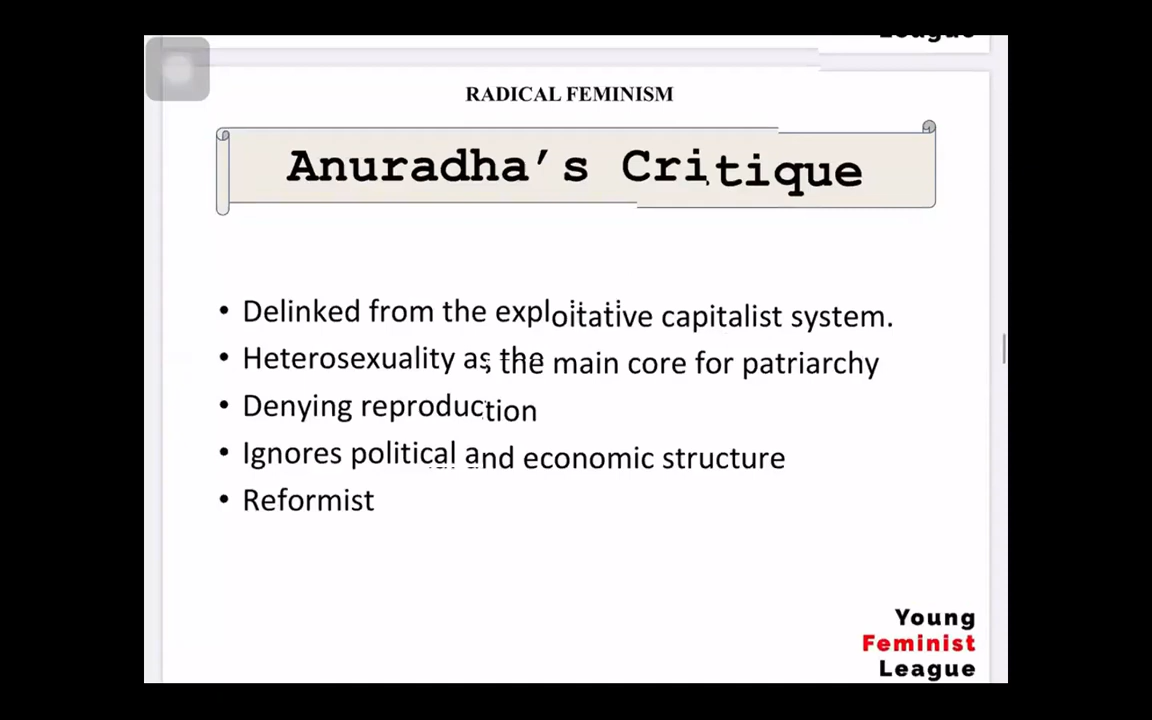 League
RADICAL FEMINISM
Anuradha’s Critique
• Delinked from the exploitative capitalist system.
• Heterosexuality as the main core for patriarchy
• Denying reproduction
• Ignores political and economic structure
• Reformist
Young
Feminist
League